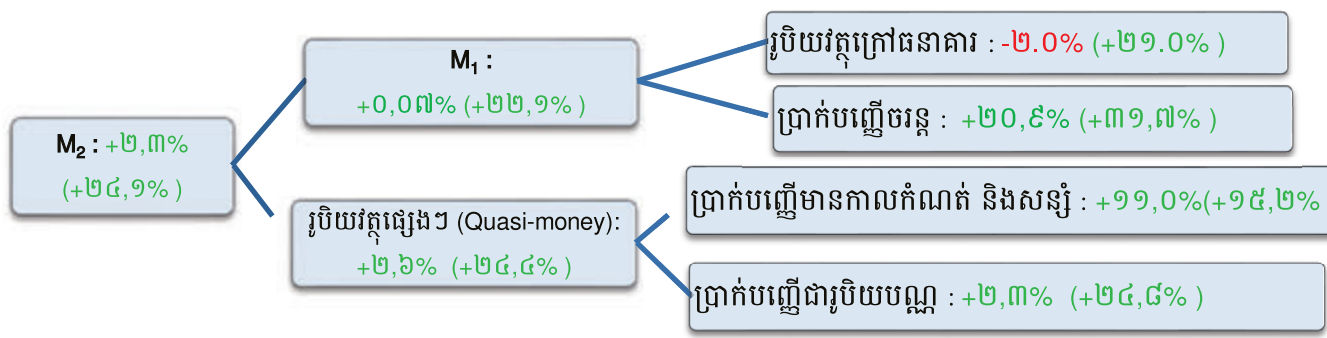 M₂ : +២,៣%
(+២៤,១% )
M₁ :
+0,0៧% (+២២,១% )
រូបិយវត្ថុផ្សេងៗ (Quasi-money):
+២,៦% (+២៤,៤% )
រូបិយវត្ថុក្រៅធនាគារ : -២.0% (+២១.0% )
ប្រាក់បញ្ញើចរន្ត : +២០,៩% (+៣១,៧% )
ប្រាក់បញ្ញើមានកាលកំណត់ និងសន្សំ : +១១,0%(+១៥,២%
ប្រាក់បញ្ញើជារូបិយបណ្ណ : +២,៣% (+២៤,៨% )